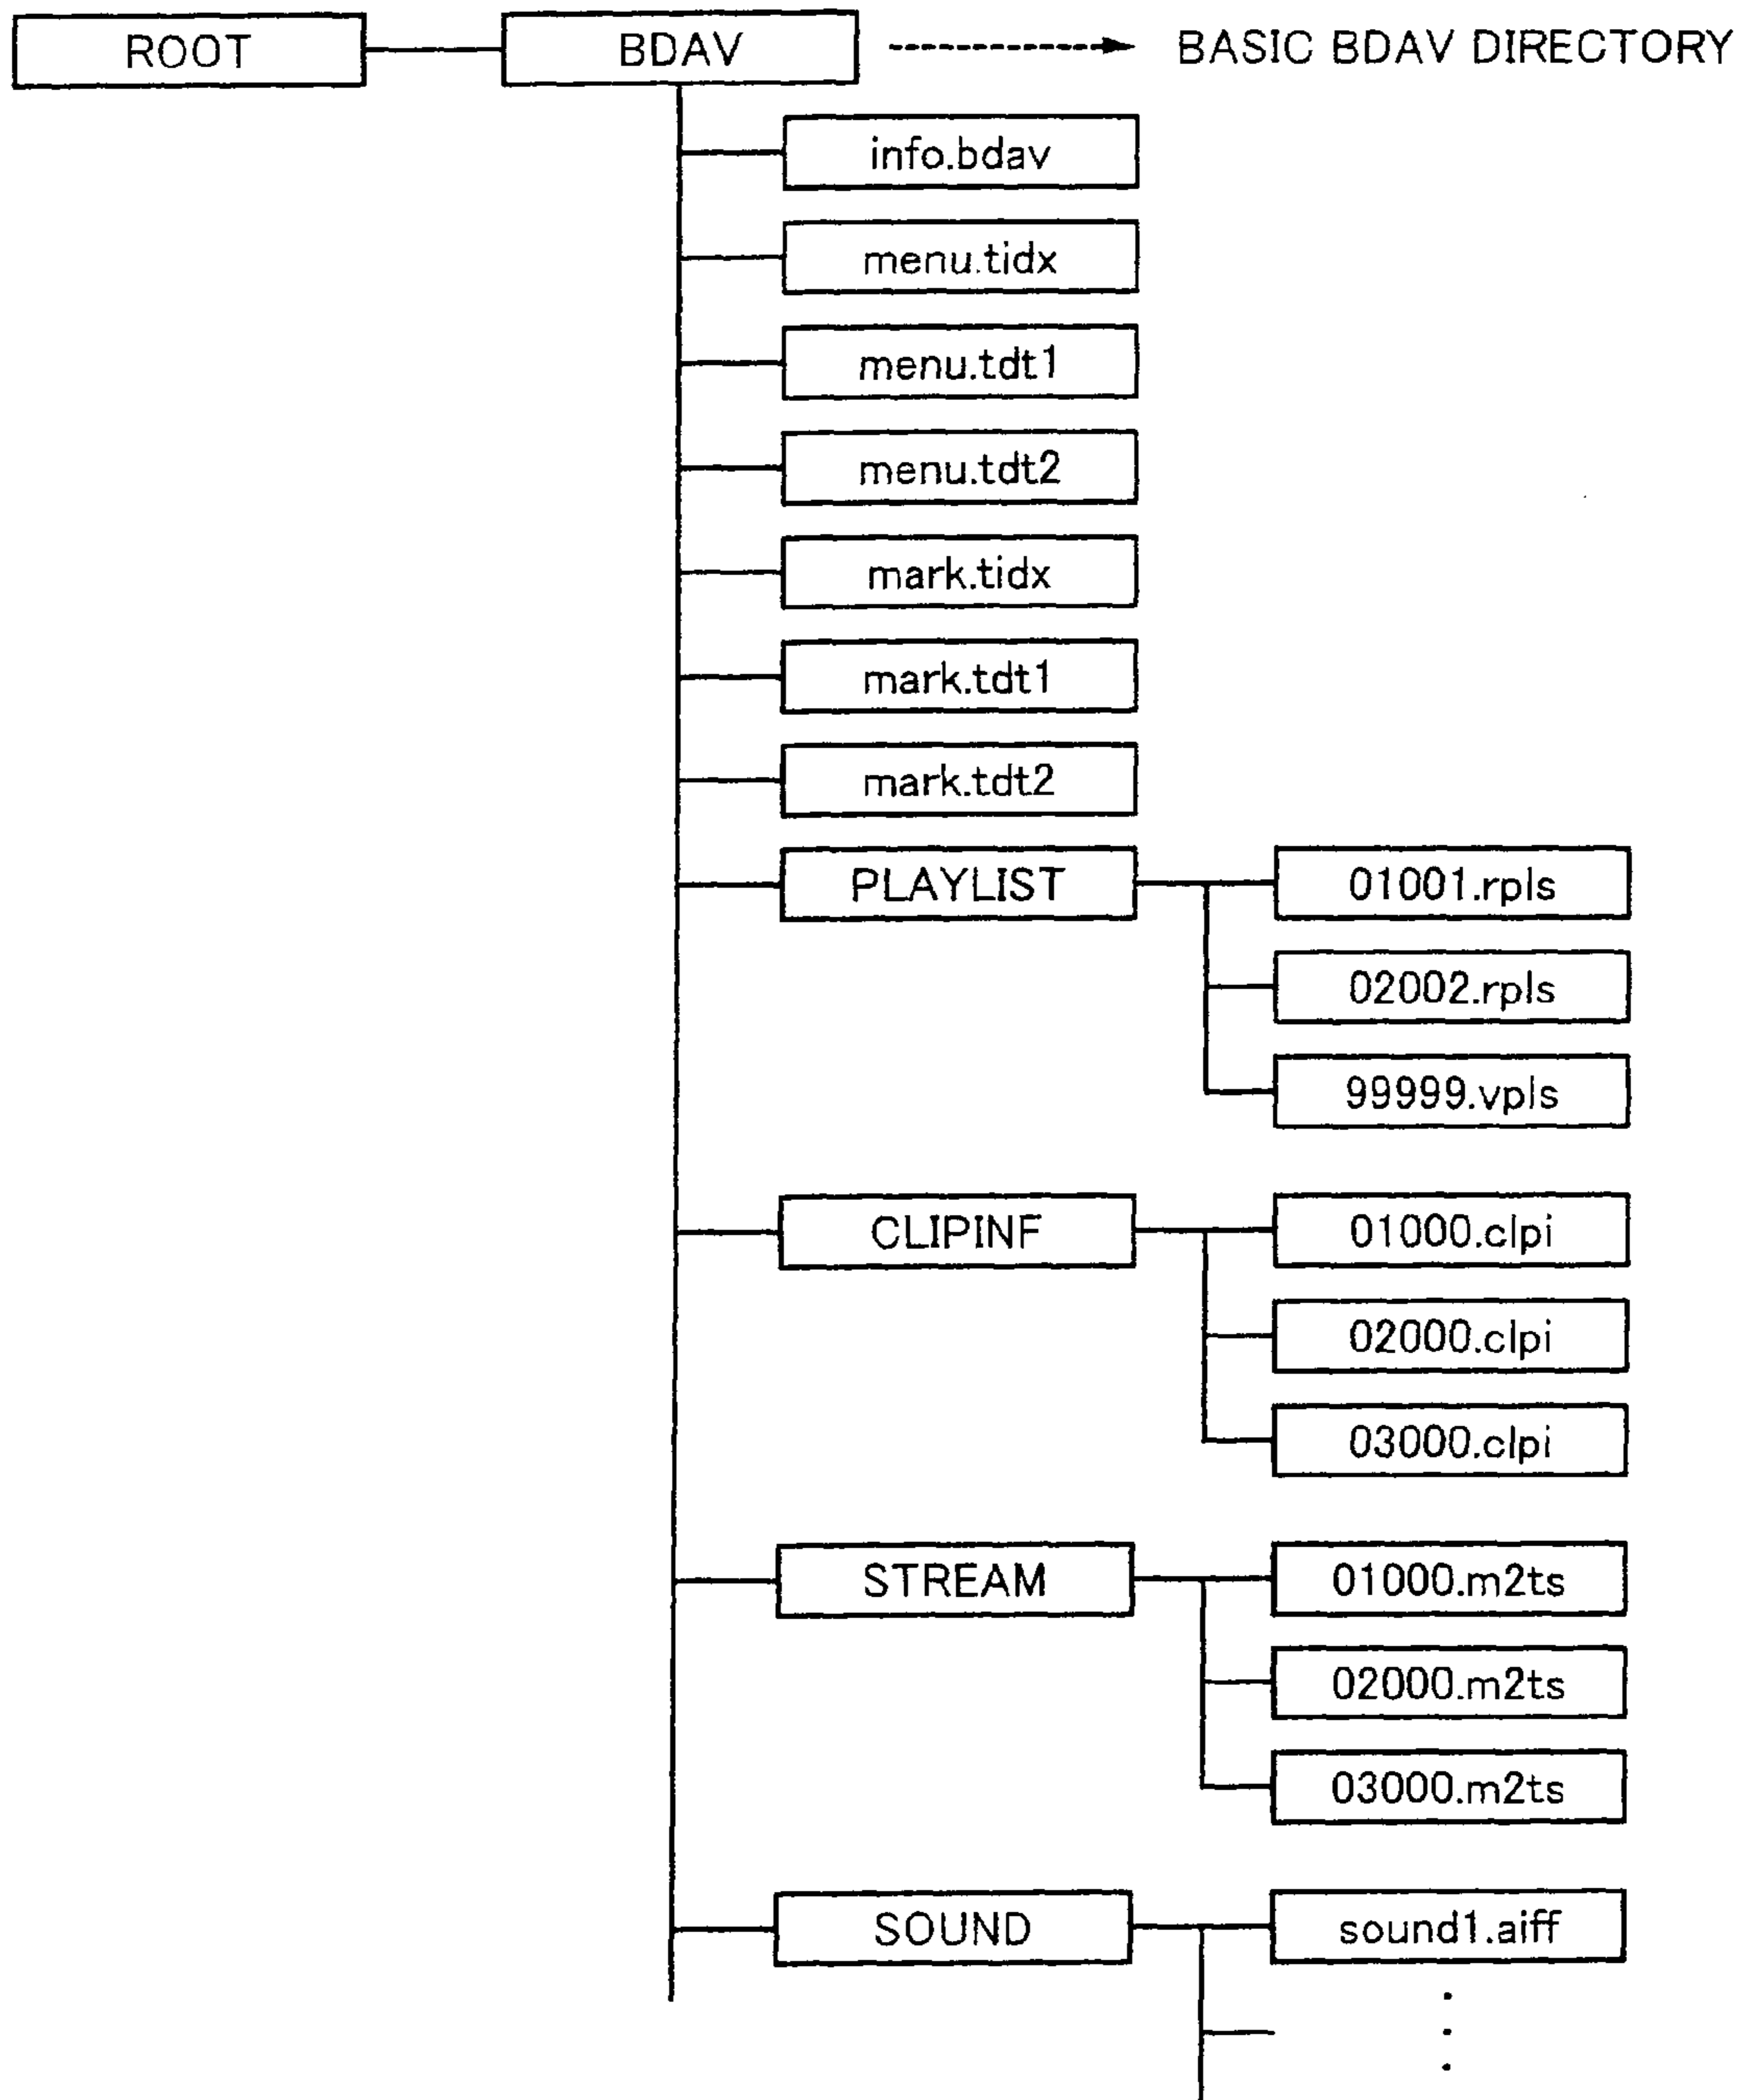 ROOT
BDAV
BASIC BDAV DIRECTORY
info.bdav
menu.tidx
menu.tdt1
menu.tdt2
mark.tidx
mark.tdt1
mark.tdt2
PLAYLIST
01001.rpls
02002.rpls
99999.vpls
CLIPINF
01000.clpi
02000.clpi
03000.clpi
STREAM
01000.m2ts
02000.m2ts
03000.m2ts
SOUND
sound1.aiff